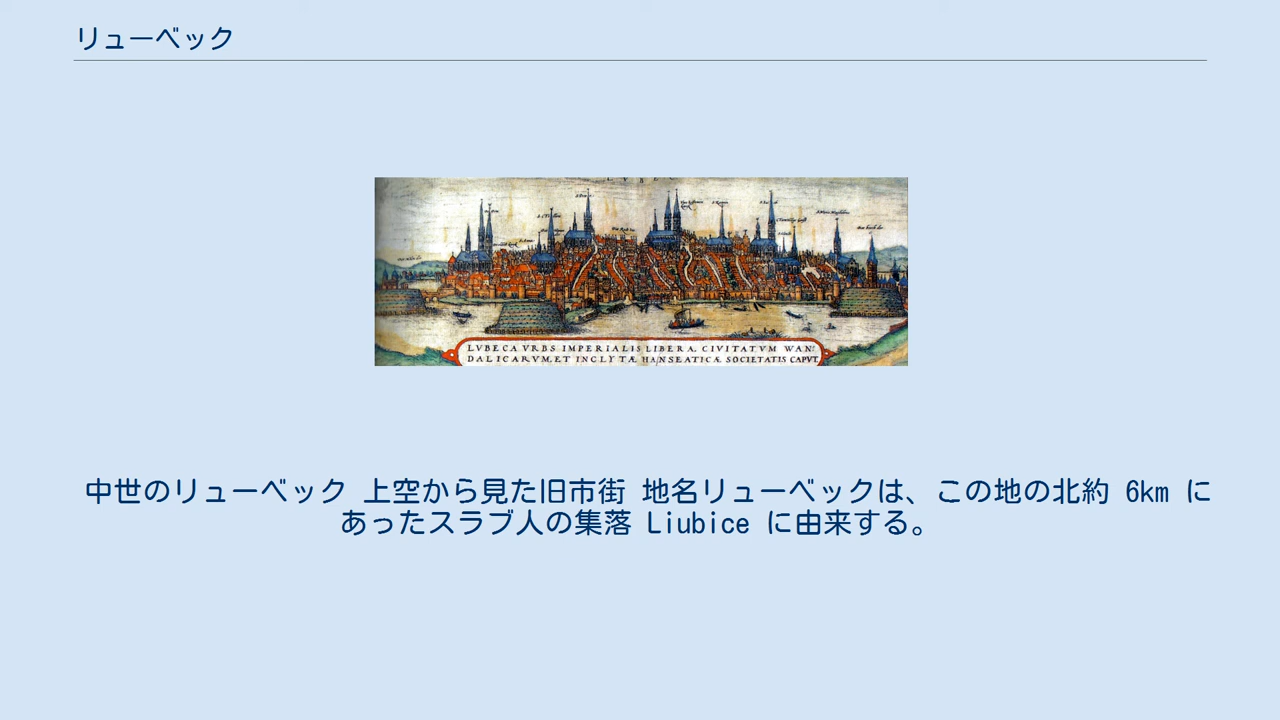 リューベック
LVBECA VRBS IMPERIALIS LIBERA, CIVITATVM WAN:
DALICARVM, ET INCLYTÆ HANSEATICÆ SOCIETATIS CAPVT.
中世のリューベック 上空から見た旧市街 地名リューベックは、この地の北約 6km に
あったスラブ人の集落 Liubice に由来する。